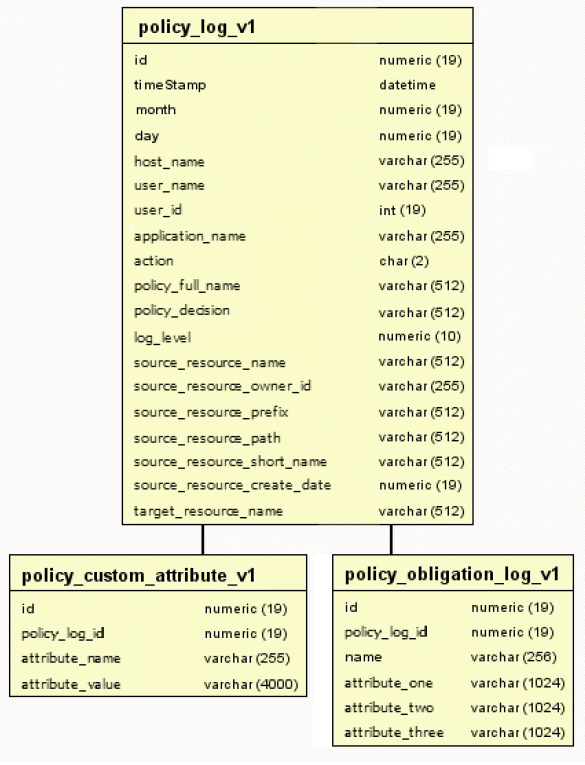 policy_log_v1
id numeric (19)
timeStamp datetime
month numeric (19)
day numeric (19)
host_name varchar (255)
user_name varchar (255)
user_id int (19)
application_name varchar (255)
action char (2)
policy_full_name varchar (512)
policy_decision varchar (512)
log_level numeric (10)
source_resource_name varchar (512)
source_resource_owner_id varchar (255)
source_resource_prefix varchar (512)
source_resource_path varchar (512)
source_resource_short_name varchar (512)
source_resource_create_date numeric (19)
target_resource_name varchar (512)
policy_custom_attribute_v1
id numeric (19)
policy_log_id numeric (19)
attribute_name varchar (255)
attribute_value varchar (4000)
policy_obligation_log_v1
id numeric (19)
policy_log_id numeric (19)
name varchar (256)
attribute_one varchar (1024)
attribute_two varchar (1024)
attribute_three varchar (1024)